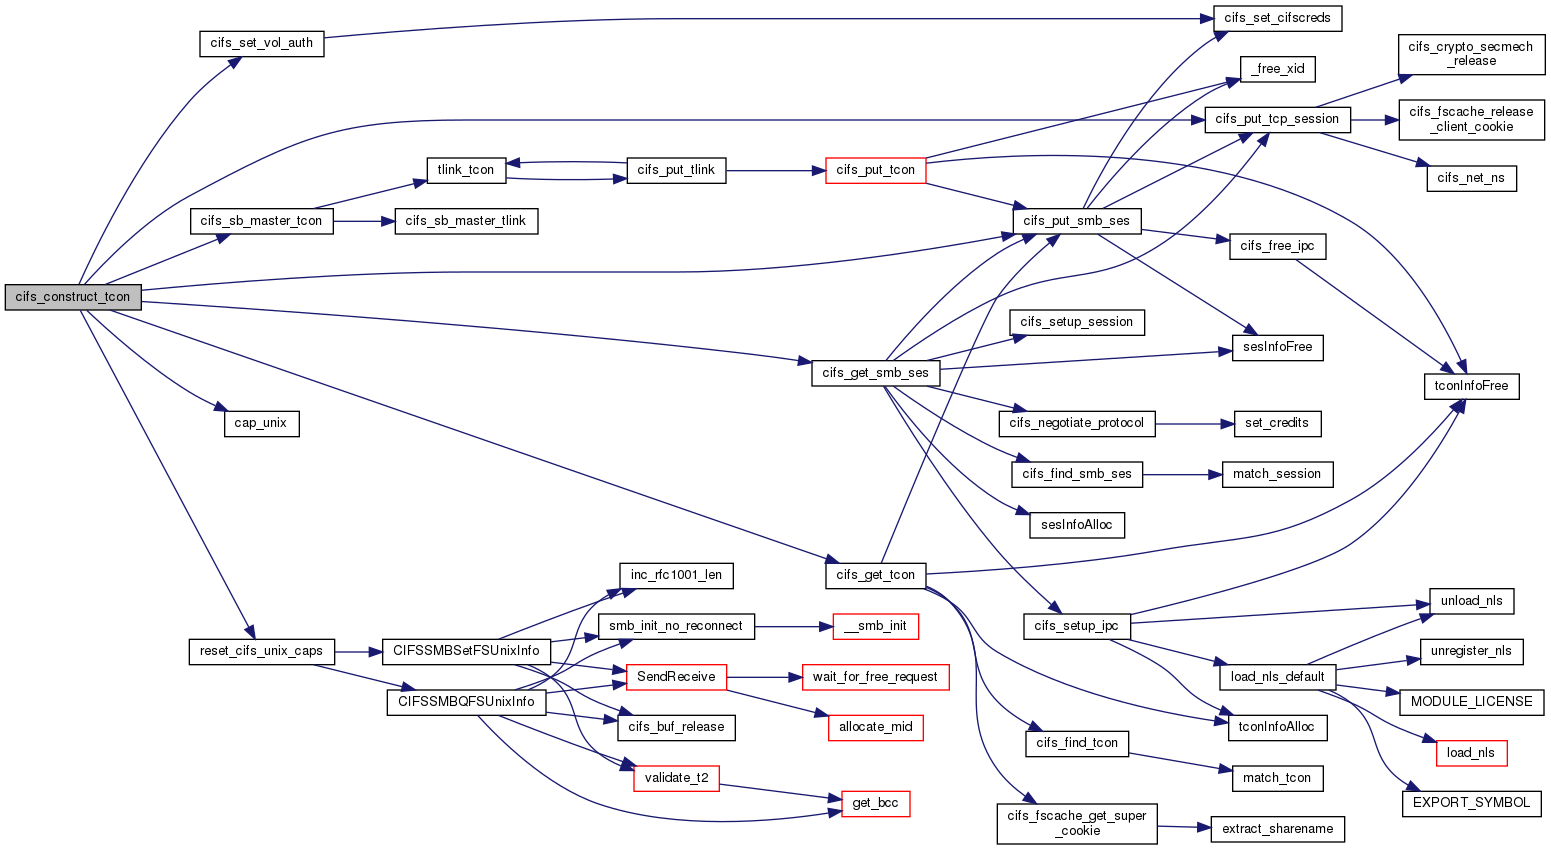 cifs_set_cifscreds
cifs_set_vol_auth
cifs_crypto_secmech
_release
_free_xid
cifs_fscache_release
_client_cookie
cifs_put_tcp_session
tlink_tcon
cifs_put_tlink
cifs_put_tcon
cifs_net_ns
cifs_sb_master_tcon
cifs_sb_master_tlink
cifs_put_smb_ses
cifs_free_ipc
cifs_construct_tcon
cifs_setup_session
sesInfoFree
cifs_get_smb_ses
tconInfoFree
cap_unix
cifs_negotiate_protocol
set_credits
cifs_find_smb_ses
match_session
sesInfoAlloc
inc_rfc1001_len
cifs_get_tcon
unload_nls
smb_init_no_reconnect
__smb_init
cifs_setup_ipc
reset_cifs_unix_caps
CIFSSMBSetFSUnixInfo
unregister_nls
SendReceive
wait_for_free_request
load_nls_default
CIFSSMBQFSUnixInfo
MODULE_LICENSE
cifs_buf_release
allocate_mid
tconInfoAlloc
cifs_find_tcon
load_nls
validate_t2
match_tcon
get_bcc
EXPORT_SYMBOL
cifs_fscache_get_super
_cookie
extract_sharename